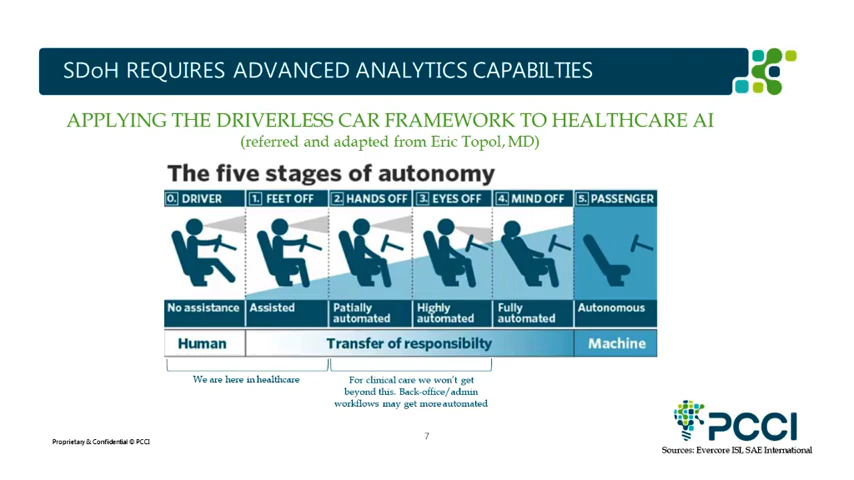 SDoH REQUIRES ADVANCED ANALYTICS CAPABILTIES
APPLYING THE DRIVERLESS CAR FRAMEWORK TO HEALTHCARE AI
(referred and adapted from Eric Topol, MD)
The five stages of autonomy
0. DRIVER 1. FEET OFF 2. HANDS OFF 3. EYES OFF 4. MIND OFF 5. PASSENGER
No assistance Assisted Patially automated Highly automated Fully automated Autonomous
Human Transfer of responsibilty Machine
We are here in healthcare
For clinical care we won't get
beyond this. Back-office/admin
workflows may get more automated
Proprietary & Confidential © PCCI
7
PCCI
Sources: Evercore ISI, SAE International